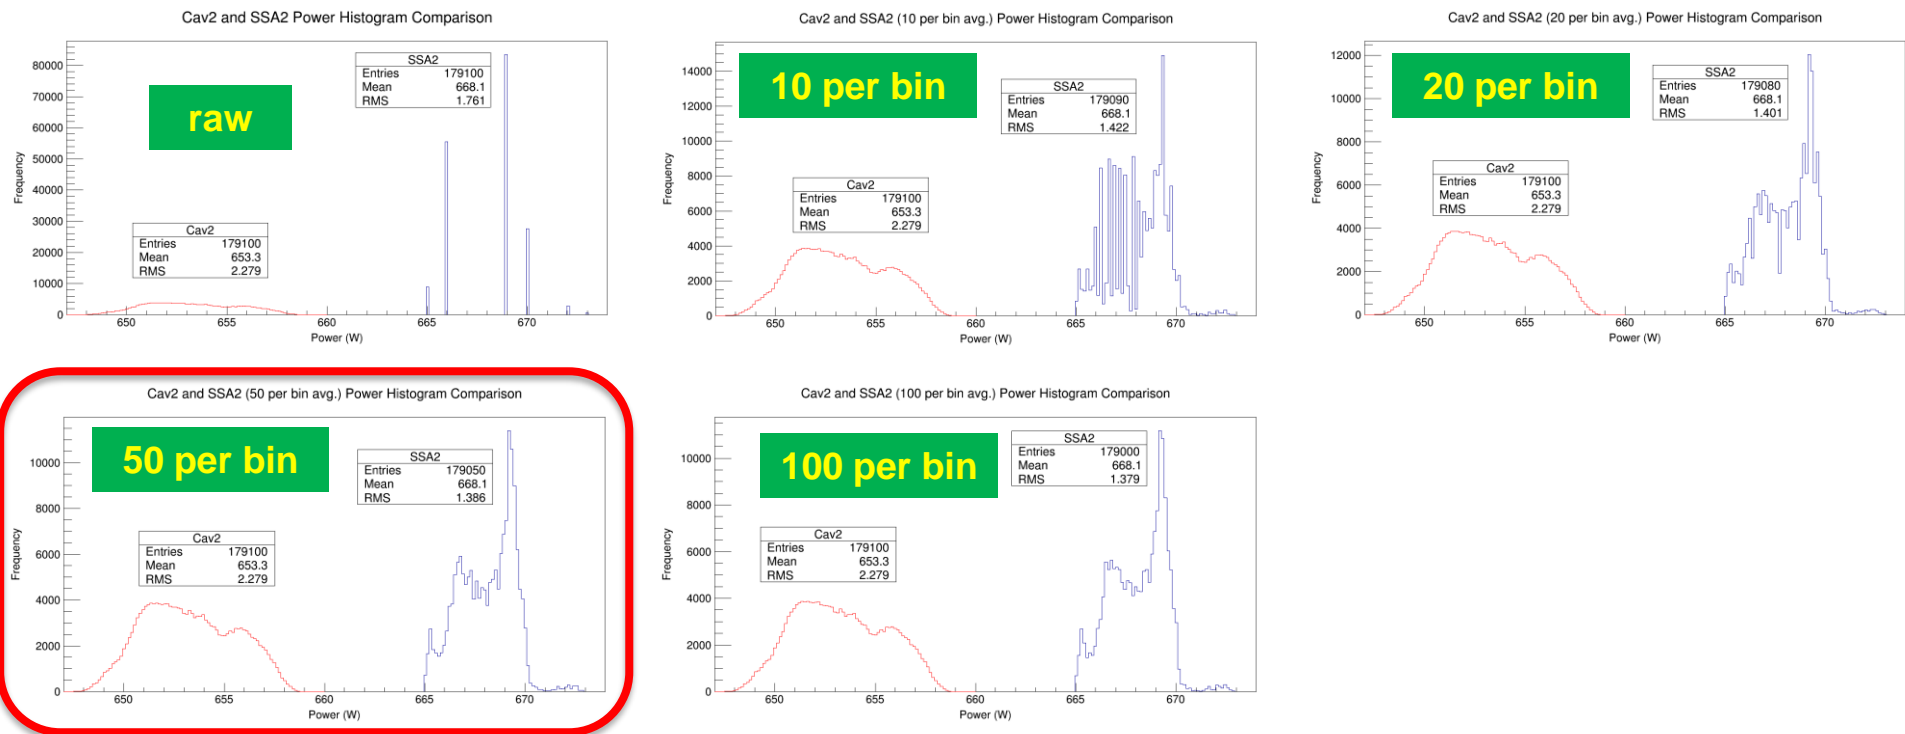 Cav2 and SSA2 Power Histogram Comparison
raw
SSA2
Entries 179100
Mean 668.1
RMS 1.761
Cav2
Entries 179100
Mean 653.3
RMS 2.279
Frequency
80000
70000
60000
50000
40000
30000
20000
10000
0
650 655 660 665 670
Power (W)
Cav2 and SSA2 (10 per bin avg.) Power Histogram Comparison
10 per bin
SSA2
Entries 179090
Mean 668.1
RMS 1.422
Cav2
Entries 179100
Mean 653.3
RMS 2.279
Frequency
14000
12000
10000
8000
6000
4000
2000
0
650 655 660 665 670
Power (W)
Cav2 and SSA2 (20 per bin avg.) Power Histogram Comparison
20 per bin
SSA2
Entries 179080
Mean 668.1
RMS 1.401
Cav2
Entries 179100
Mean 653.3
RMS 2.279
Frequency
12000
10000
8000
6000
4000
2000
0
650 655 660 665 670
Power (W)
Cav2 and SSA2 (50 per bin avg.) Power Histogram Comparison
50 per bin
SSA2
Entries 179050
Mean 668.1
RMS 1.386
Cav2
Entries 179100
Mean 653.3
RMS 2.279
Frequency
10000
8000
6000
4000
2000
0
650 655 660 665 670
Power (W)
Cav2 and SSA2 (100 per bin avg.) Power Histogram Comparison
100 per bin
SSA2
Entries 179000
Mean 668.1
RMS 1.379
Cav2
Entries 179100
Mean 653.3
RMS 2.279
Frequency
10000
8000
6000
4000
2000
0
650 655 660 665 670
Power (W)